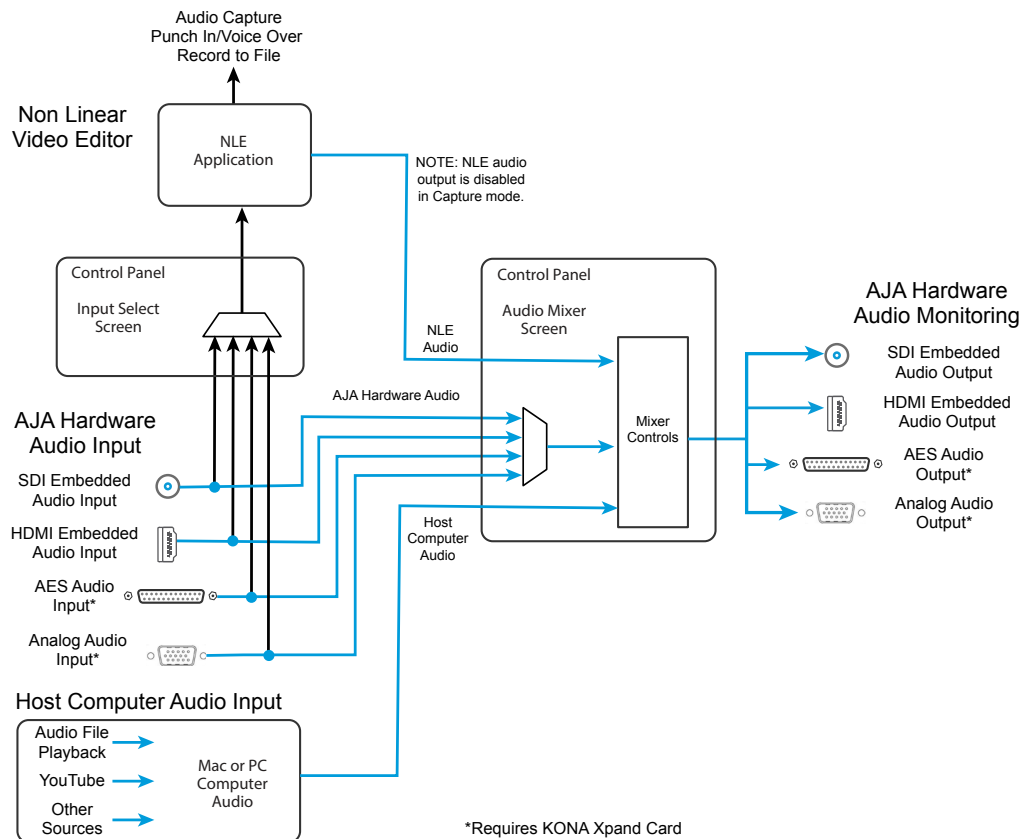 Audio Capture
Punch In/Voice Over
Record to File
Non Linear
Video Editor
NLE
Application
NOTE: NLE audio
output is disabled
in Capture mode.
Control Panel
Input Select
Screen
Control Panel
Audio Mixer
Screen
NLE
Audio
AJA Hardware Audio
Mixer
Controls
Host
Computer
Audio
AJA Hardware
Audio Monitoring
SDI Embedded
Audio Output
HDMI Embedded
Audio Output
AES Audio
Output*
Analog Audio
Output*
AJA Hardware
Audio Input
SDI Embedded
Audio Input
HDMI Embedded
Audio Input
AES Audio
Input*
Analog Audio
Input*
Host Computer Audio Input
Audio File
Playback
YouTube
Other
Sources
Mac or PC
Computer
Audio
*Requires KONA Xpand Card